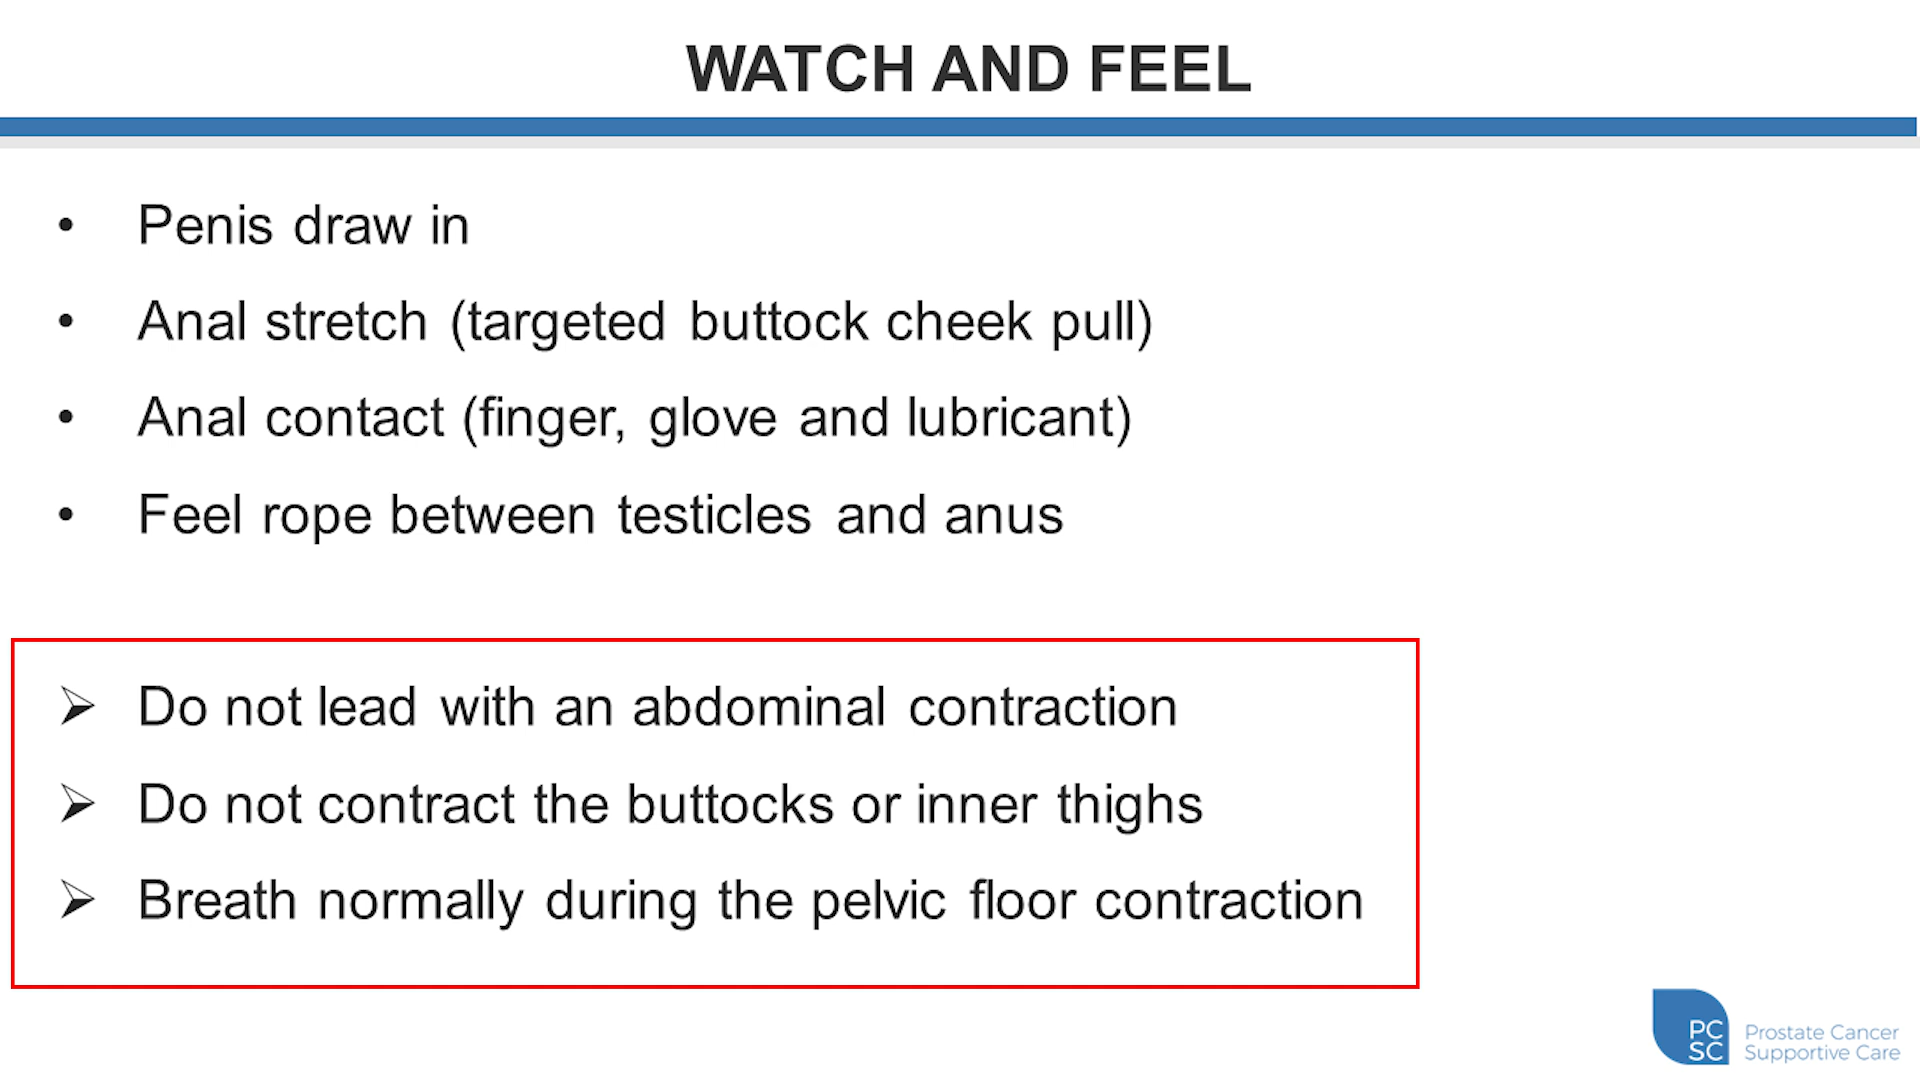 WATCH AND FEEL
• Penis draw in
• Anal stretch (targeted buttock cheek pull)
• Anal contact (finger, glove and lubricant)
• Feel rope between testicles and anus
➢ Do not lead with an abdominal contraction
➢ Do not contract the buttocks or inner thighs
➢ Breath normally during the pelvic floor contraction
PC
SC
Prostate Cancer
Supportive Care